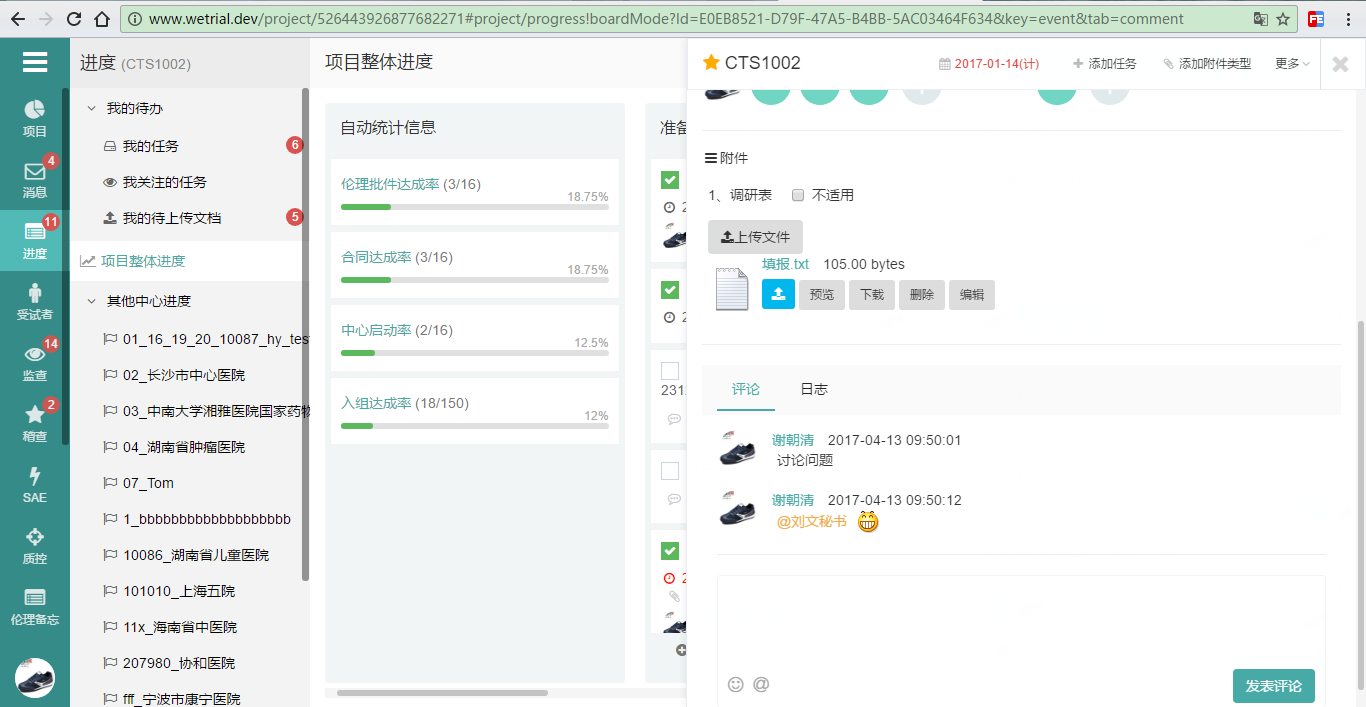 www.wetrial.dev/project/526443926877682271#project/progress!boardMode?Id=E0EB8521-D79F-47A5-B4BB-5AC03464F634&key=event&tab=comment
项目
4
消息
11
进度
受试者
14
监查
2
稽查
SAE
质控
伦理备忘
进度 (CTS1002)
我的待办
我的任务 6
我关注的任务
我的待上传文档 5
项目整体进度
其他中心进度
01_16_19_20_10087_hy_test
02_长沙市中心医院
03_中南大学湘雅医院国家药物
04_湖南省肿瘤医院
07_Tom
1_bbbbbbbbbbbbbbbbbbb
10086_湖南省儿童医院
101010_上海五院
11x_海南省中医院
207980_协和医院
fff_宁波市康宁医院
项目整体进度
自动统计信息
伦理批件达成率 (3/16)
18.75%
合同达成率 (3/16)
18.75%
中心启动率 (2/16)
12.5%
入组达成率 (18/150)
12%
准备
2
2
231
2
CTS1002
2017-01-14(计)
添加任务
添加附件类型
更多
附件
1、调研表 不适用
上传文件
填报.txt 105.00 bytes
预览 下载 删除 编辑
评论 日志
谢朝清 2017-04-13 09:50:01
讨论问题
谢朝清 2017-04-13 09:50:12
@刘文秘书
@
发表评论